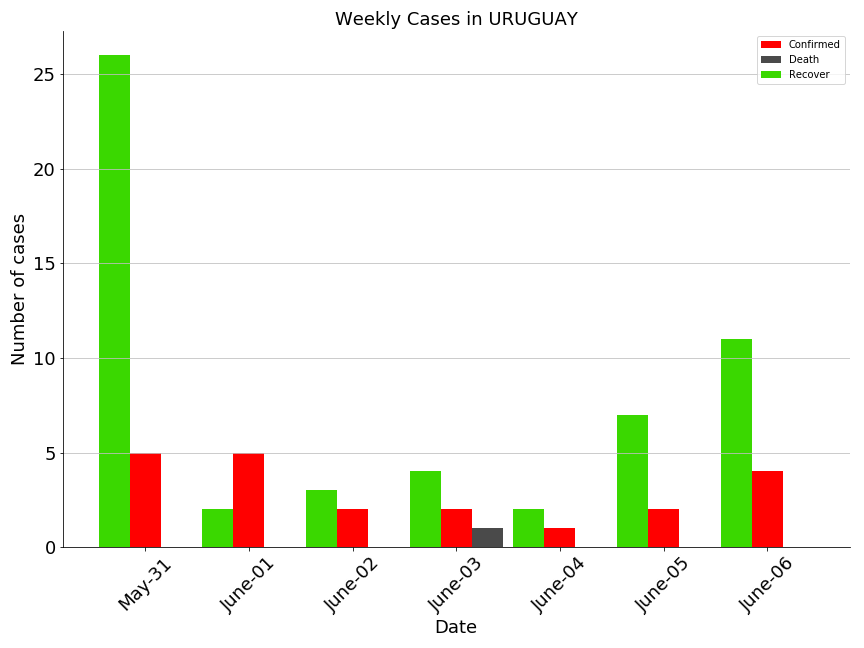 Weekly Cases in URUGUAY
Confirmed
Death
Recover
Number of cases
25
20
15
10
5
0
May-31
June-01
June-02
June-03
June-04
June-05
June-06
Date